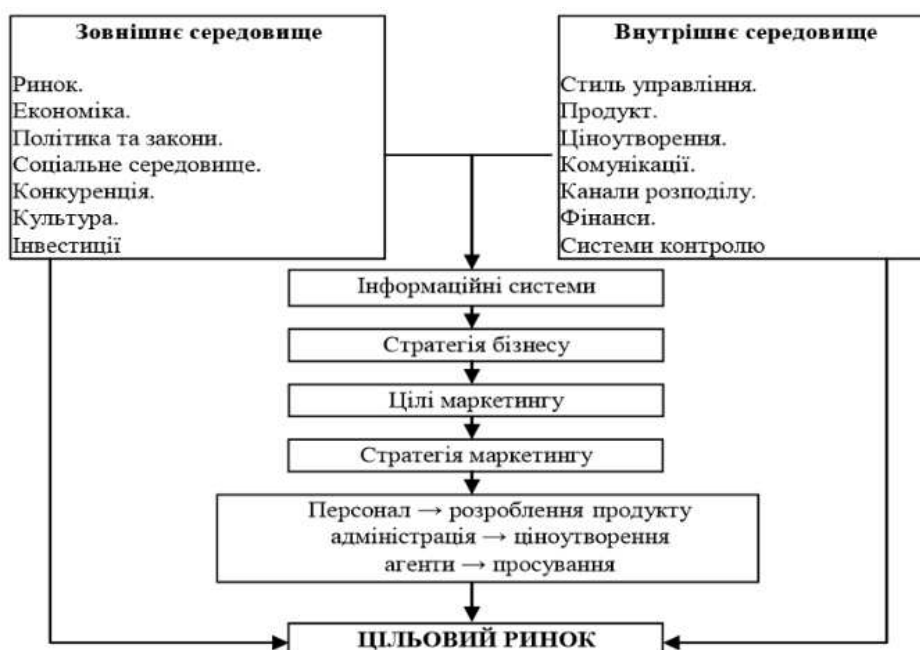 Зовнішнє середовище
Ринок.
Економіка.
Політика та закони.
Соціальне середовище.
Конкуренція.
Культура.
Інвестиції
Внутрішнє середовище
Стиль управління.
Продукт.
Ціноутворення.
Комунікації.
Канали розподілу.
Фінанси.
Системи контролю
Інформаційні системи
Стратегія бізнесу
Цілі маркетингу
Стратегія маркетингу
Персонал → розроблення продукту
адміністрація → ціноутворення
агенти → просування
ЦІЛЬОВИЙ РИНОК